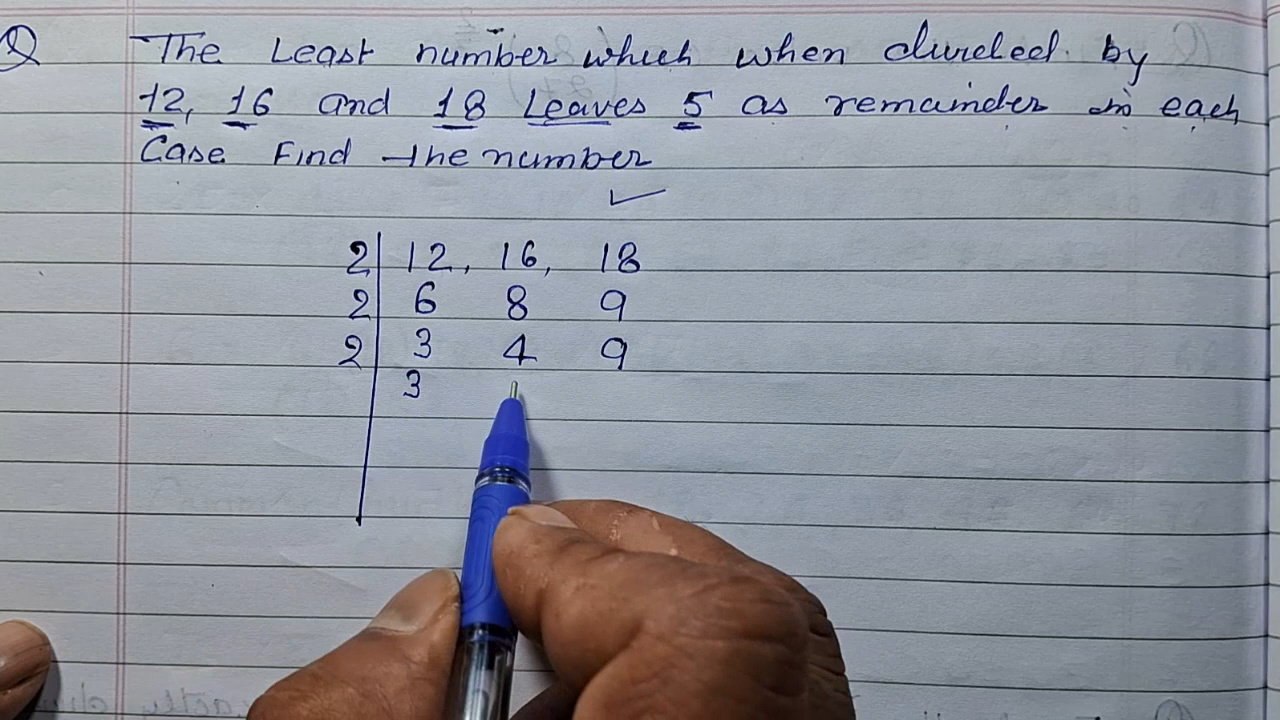 Q The Least number which when divided by
12, 16 and 18 Leaves 5 as remainder in each
Case Find the number
2 12, 16, 18
2 6 8 9
2 3 4 9
3